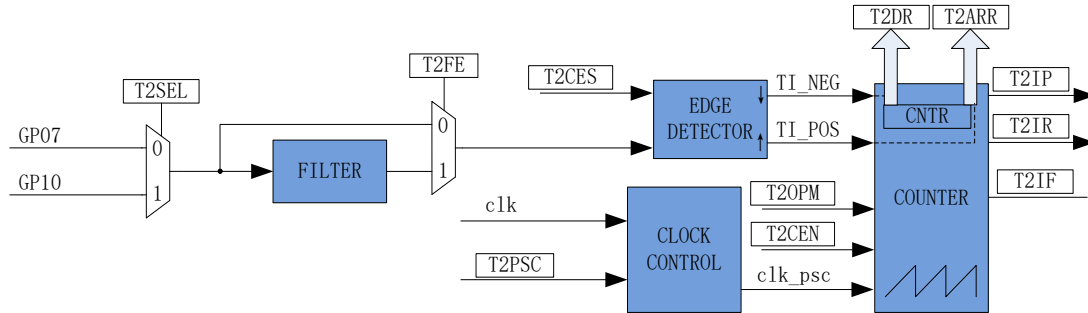 T2DR
T2ARR
T2SEL
T2FE
T2CES
TI_NEG
T2IP
GP07
0
0
EDGE
DETECTOR
CNTR
TI_POS
T2IR
GP10
1
FILTER
1
T2IF
clk
T2OPM
COUNTER
CLOCK
CONTROL
T2CEN
T2PSC
clk_psc